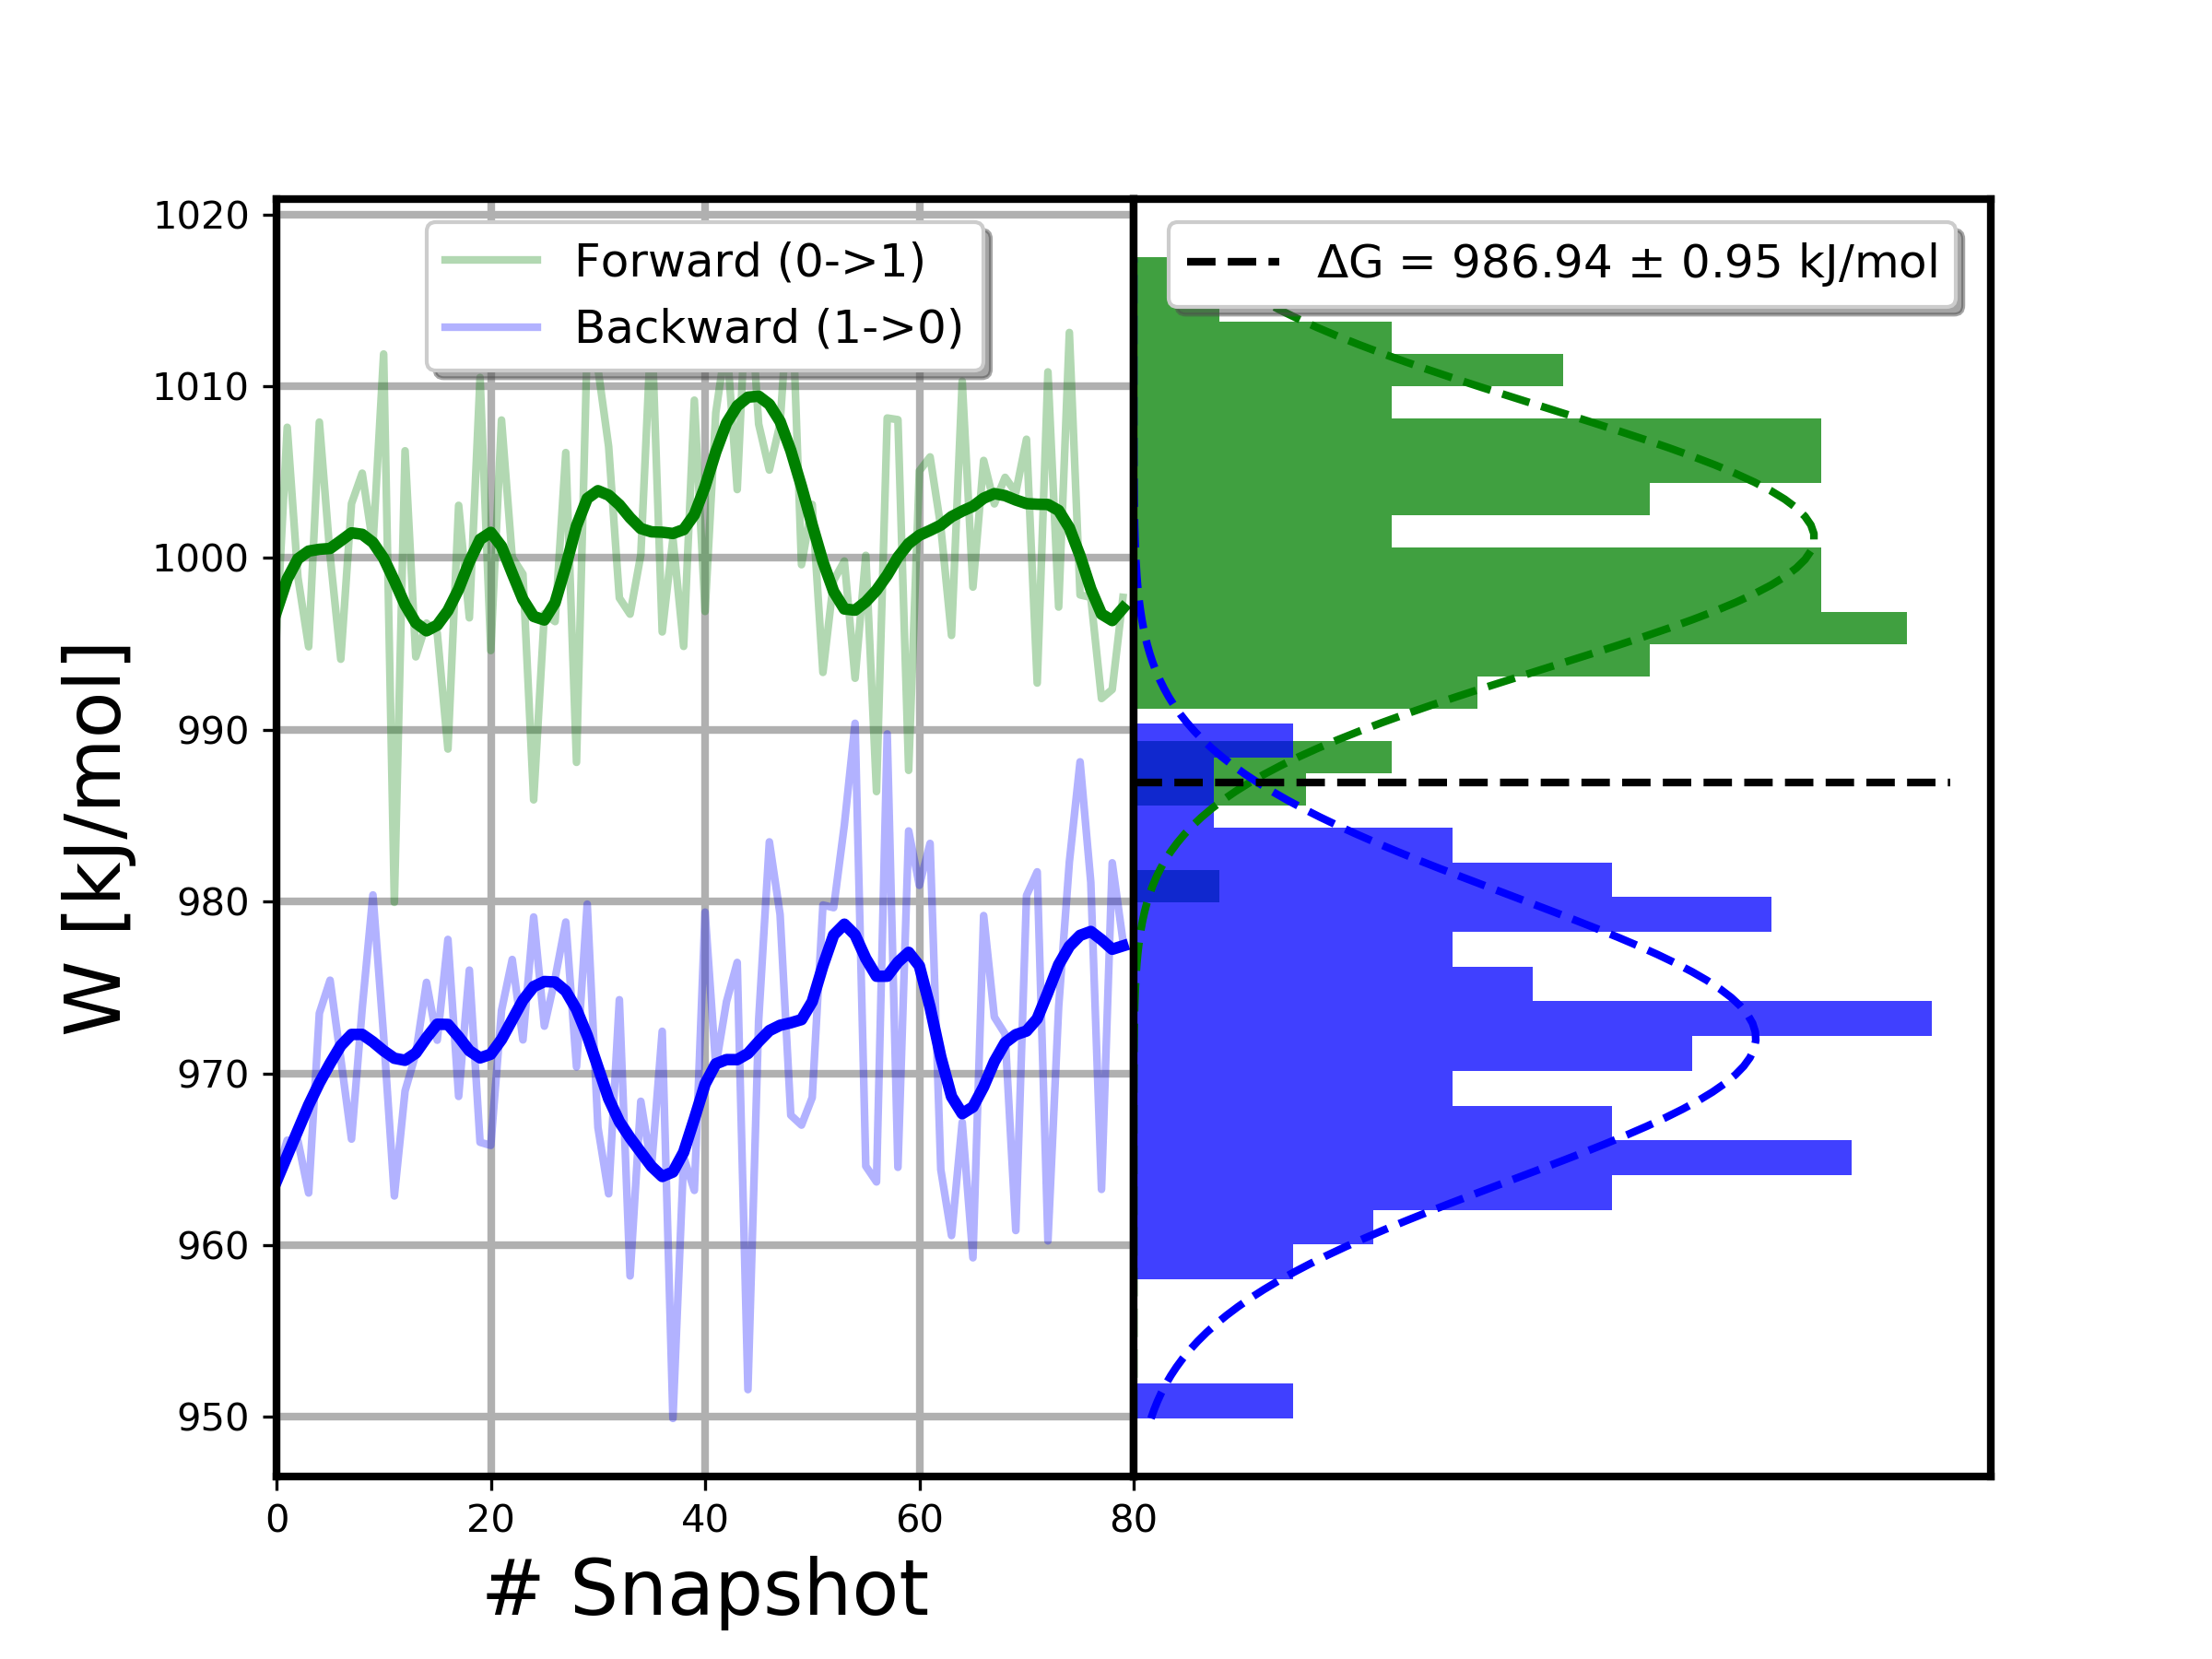 1020
1010
1000
990
980
970
960
950
W [kJ/mol]
Forward (0->1)
Backward (1->0)
ΔG = 986.94 ± 0.95 kJ/mol
0 20 40 60 80
# Snapshot